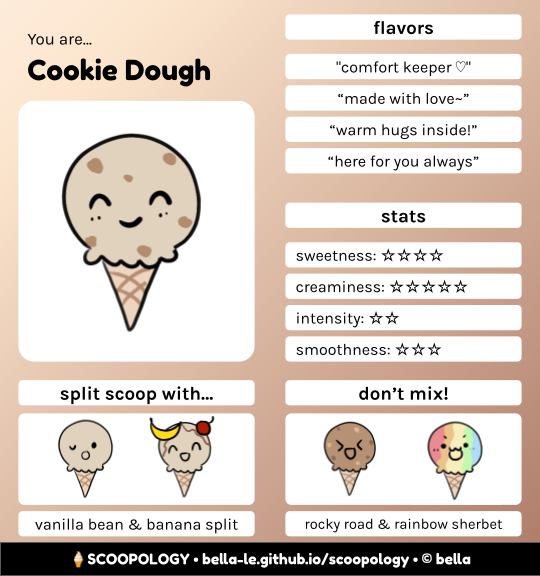 You are...
Cookie Dough
flavors
"comfort keeper ♡"
“made with love~”
“warm hugs inside!”
“here for you always”
stats
sweetness: ☆☆☆☆
creaminess: ☆☆☆☆☆
intensity: ☆☆
smoothness: ☆☆☆
split scoop with...
vanilla bean & banana split
don’t mix!
rocky road & rainbow sherbet
🍦SCOOPOLOGY • bella-le.github.io/scoopology • © bella